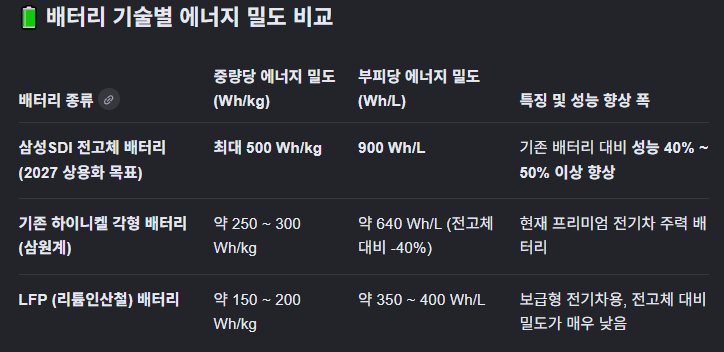 배터리 기술별 에너지 밀도 비교
배터리 종류
중량당 에너지 밀도
(Wh/kg)
부피당 에너지 밀도
(Wh/L)
특징 및 성능 향상 폭
삼성SDI 전고체 배터리
(2027 상용화 목표)
최대 500 Wh/kg
900 Wh/L
기존 배터리 대비 성능 40% ~
50% 이상 향상
기존 하이니켈 각형 배터리
(삼원계)
약 250 ~ 300
Wh/kg
약 640 Wh/L (전고체
대비 -40%)
현재 프리미엄 전기차 주력 배
터리
LFP (리튬인산철) 배터리
약 150 ~ 200
Wh/kg
약 350 ~ 400 Wh/L
보급형 전기차용, 전고체 대비
밀도가 매우 낮음